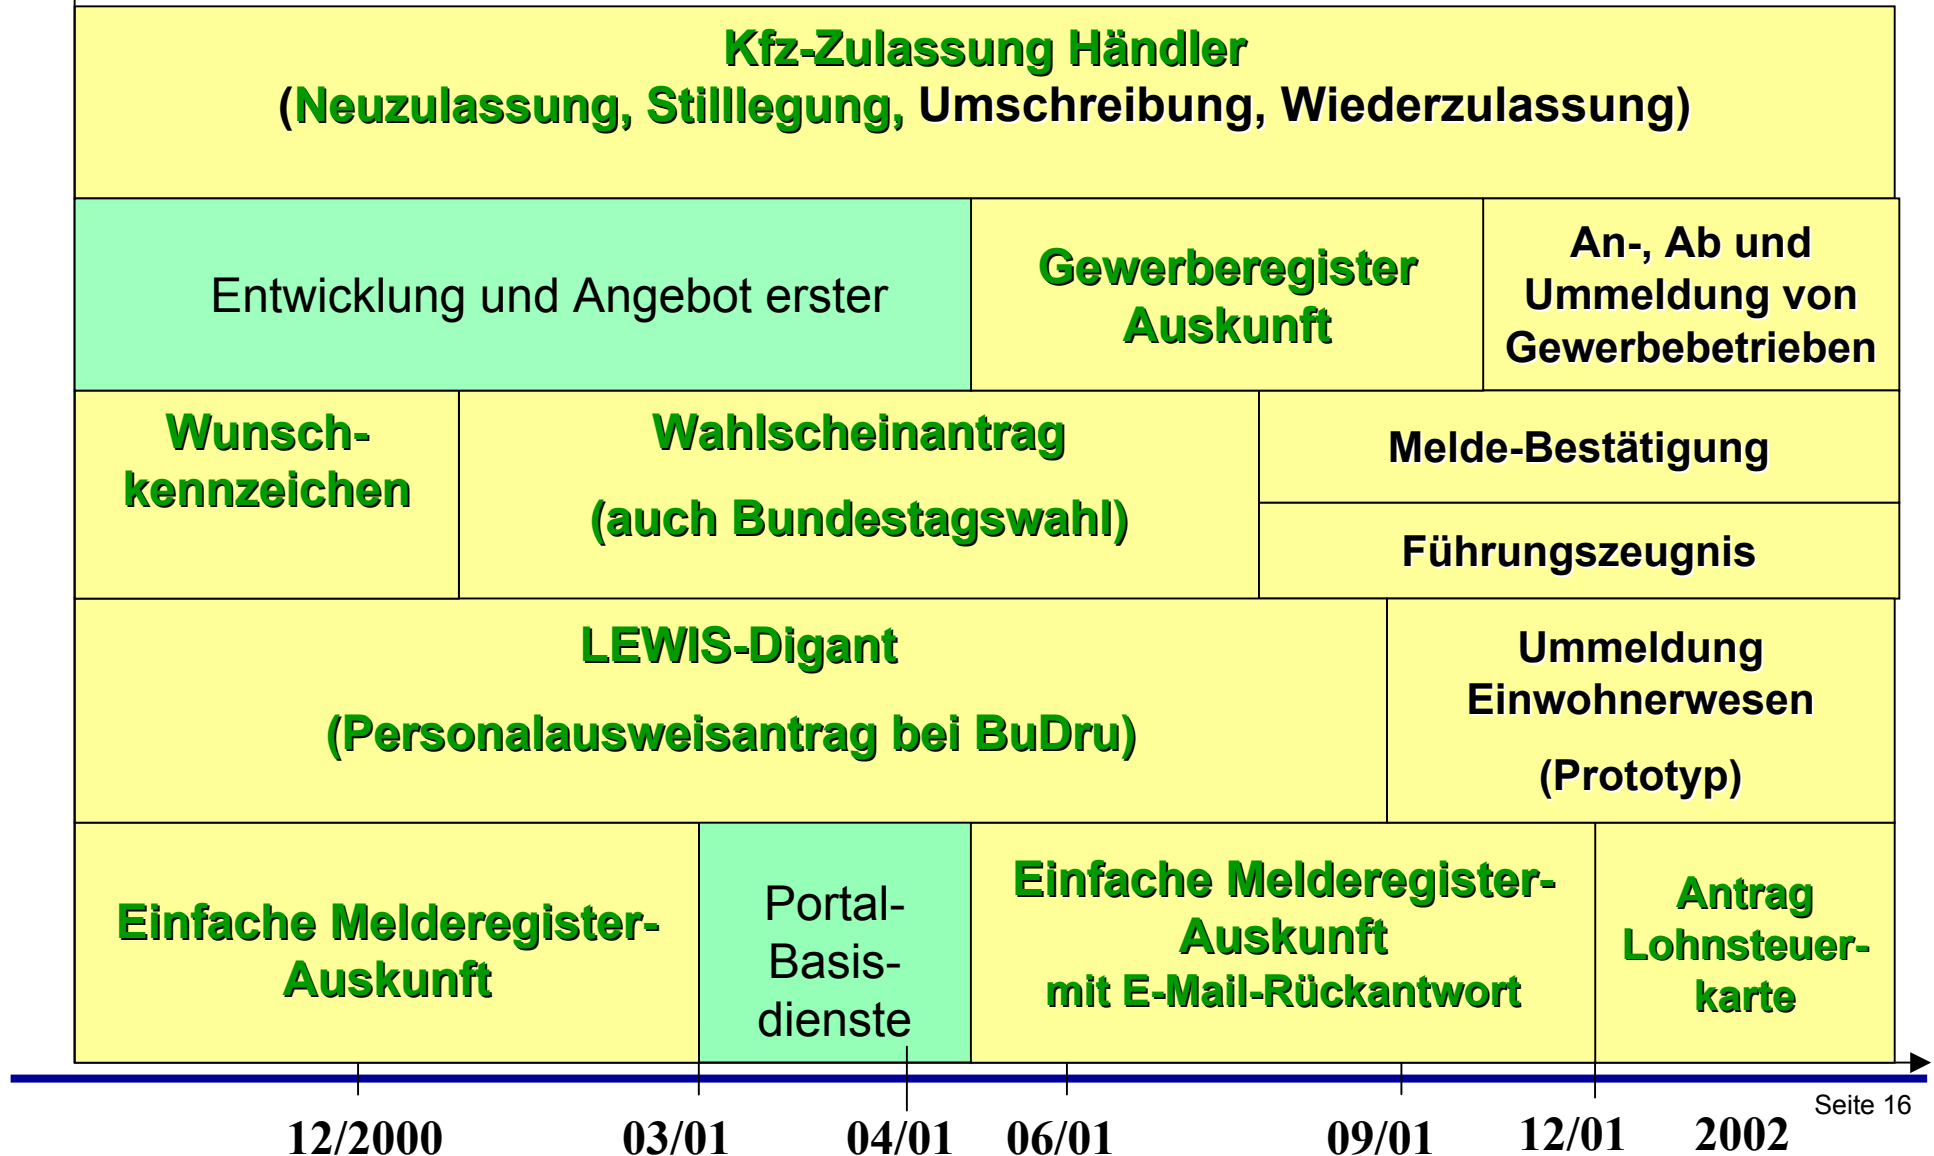 Kfz-Zulassung Händler
(Neuzulassung, Stilllegung, Umschreibung, Wiederzulassung)
Entwicklung und Angebot erster
Gewerberegister
Auskunft
An-, Ab und
Ummeldung von
Gewerbebetrieben
Wunsch-
kennzeichen
Wahlscheinantrag
(auch Bundestagswahl)
Melde-Bestätigung
Führungszeugnis
LEWIS-Digant
(Personalausweisantrag bei BuDru)
Ummeldung
Einwohnerwesen
(Prototyp)
Einfache Melderegister-
Auskunft
Portal-
Basis-
dienste
Einfache Melderegister-
Auskunft
mit E-Mail-Rückantwort
Antrag
Lohnsteuer-
karte
Seite 16
12/2000
03/01
04/01
06/01
09/01
12/01
2002